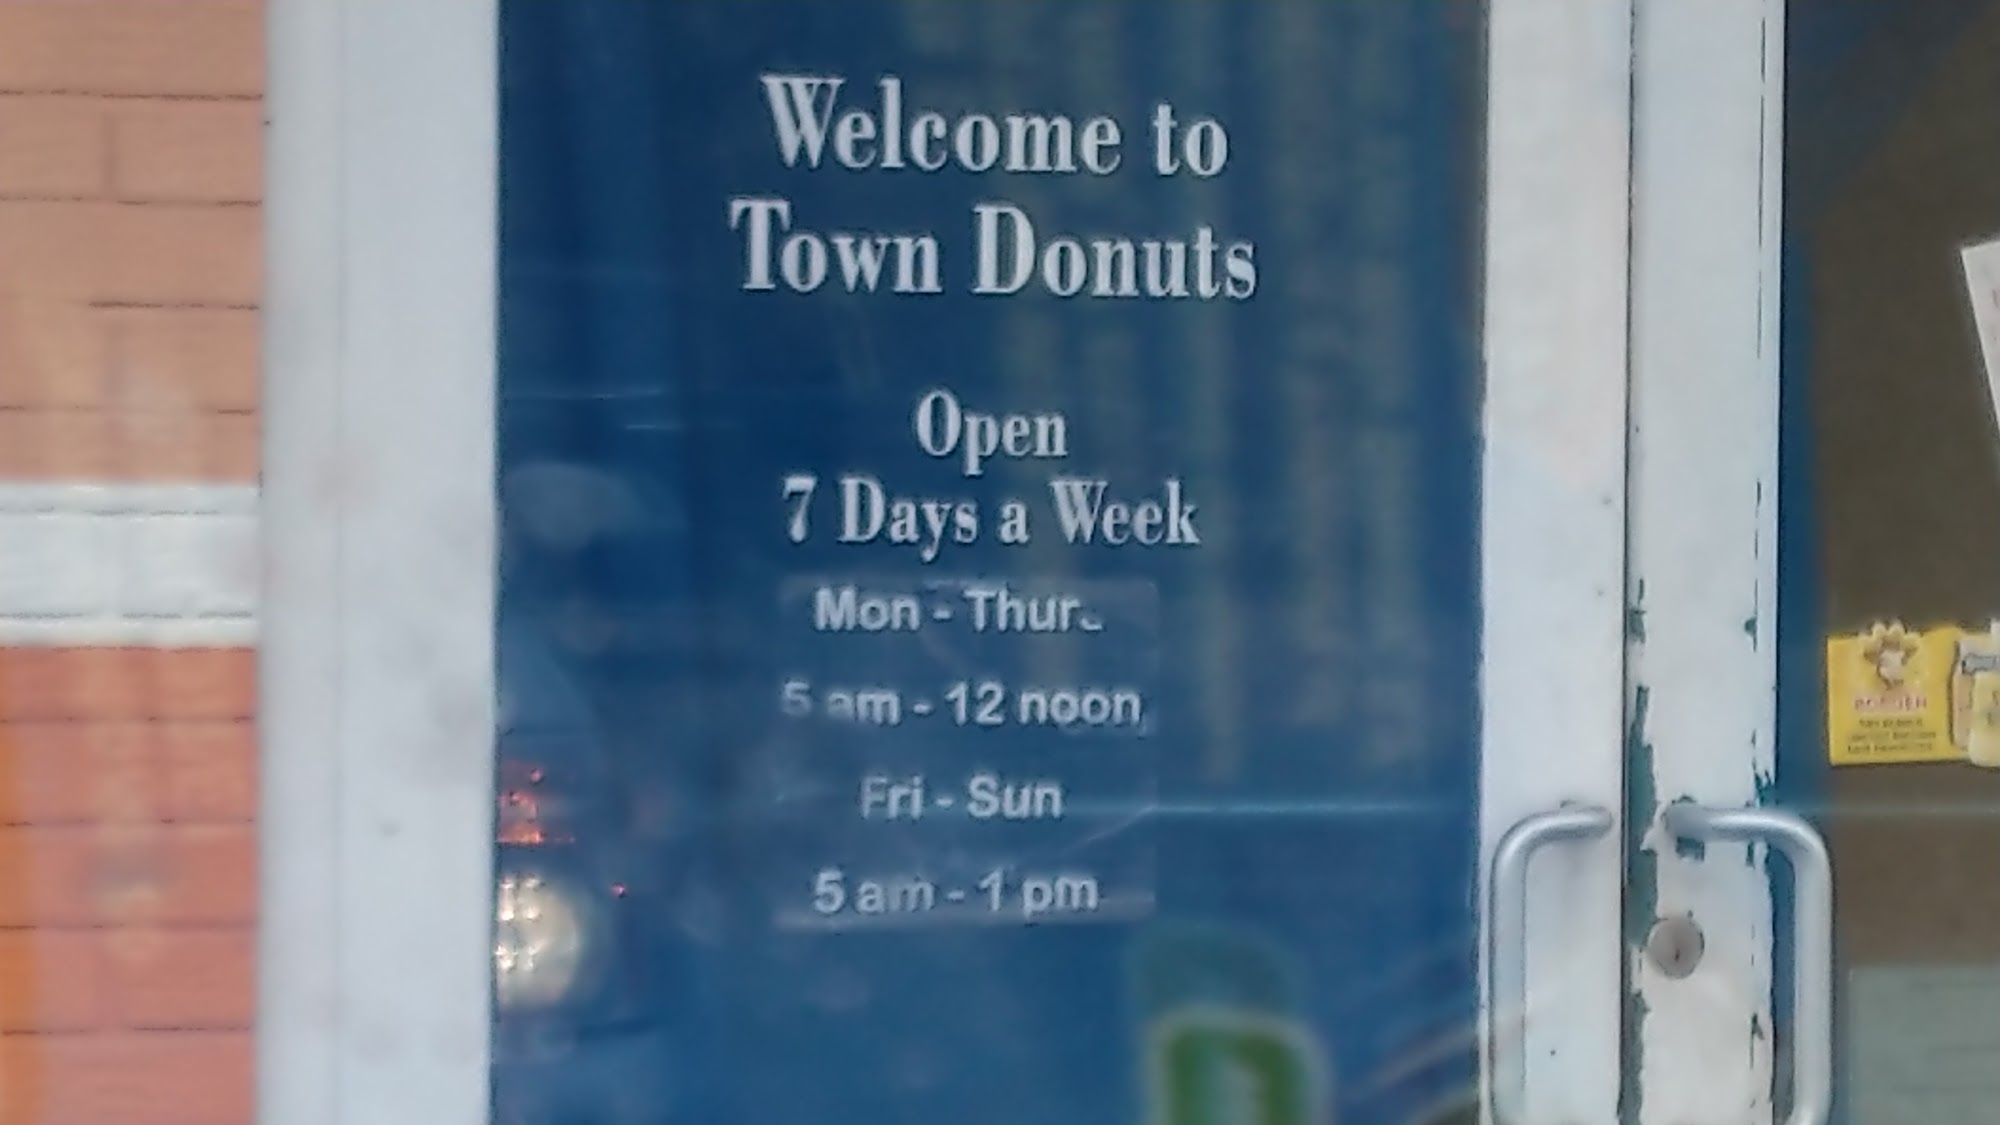 Welcome to
Town Donuts
Open
7 Days a Week
Mon - Thur
5 am - 12 noon
Fri - Sun
5 am - 1 pm